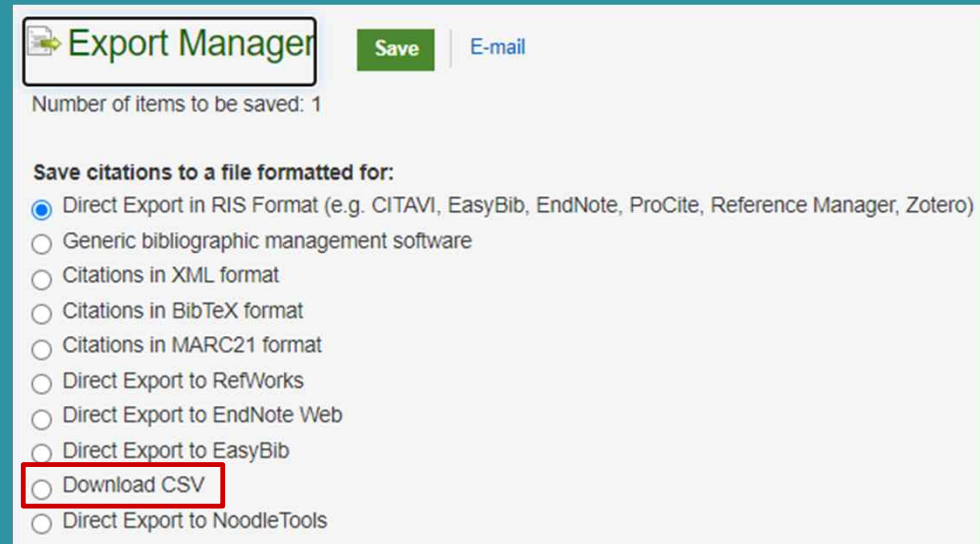 Export Manager Save E-mail
Number of items to be saved: 1
Save citations to a file formatted for:
Direct Export in RIS Format (e.g. CITAVI, EasyBib, EndNote, ProCite, Reference Manager, Zotero)
Generic bibliographic management software
Citations in XML format
Citations in BibTeX format
Citations in MARC21 format
Direct Export to RefWorks
Direct Export to EndNote Web
Direct Export to EasyBib
Download CSV
Direct Export to NoodleTools